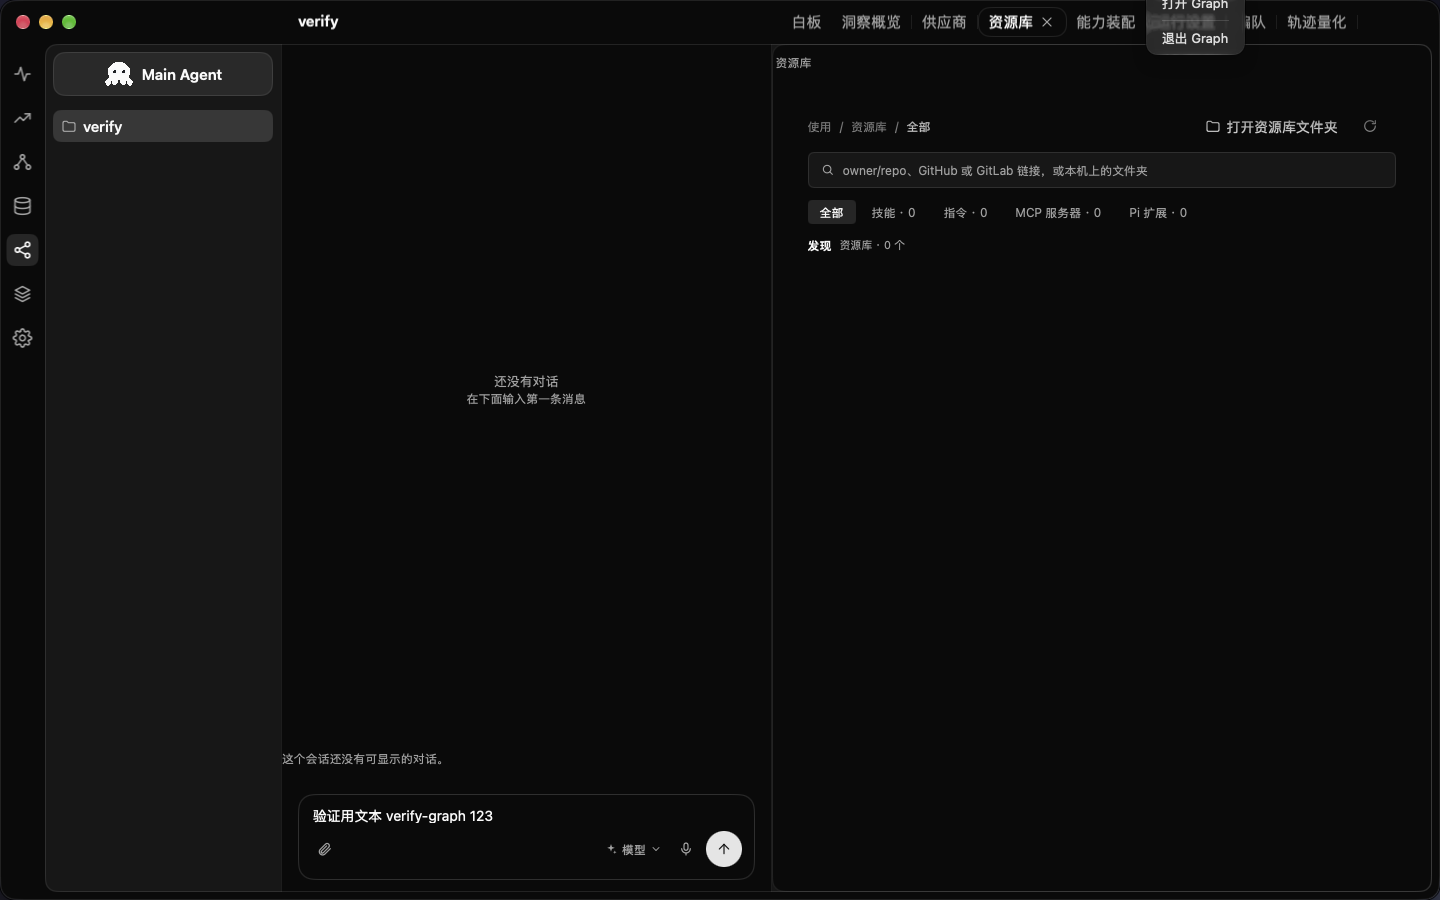 verify
白板 洞察概览 供应商 资源库 能力装配 编队 轨迹量化
打开 Graph
退出 Graph
Main Agent
verify
还没有对话
在下面输入第一条消息
这个会话还没有可显示的对话。
验证用文本 verify-graph 123
模型
资源库
使用 / 资源库 / 全部
打开资源库文件夹
owner/repo、GitHub 或 GitLab 链接，或本机上的文件夹
全部 技能 · 0 指令 · 0 MCP 服务器 · 0 Pi 扩展 · 0
发现 资源库 · 0 个